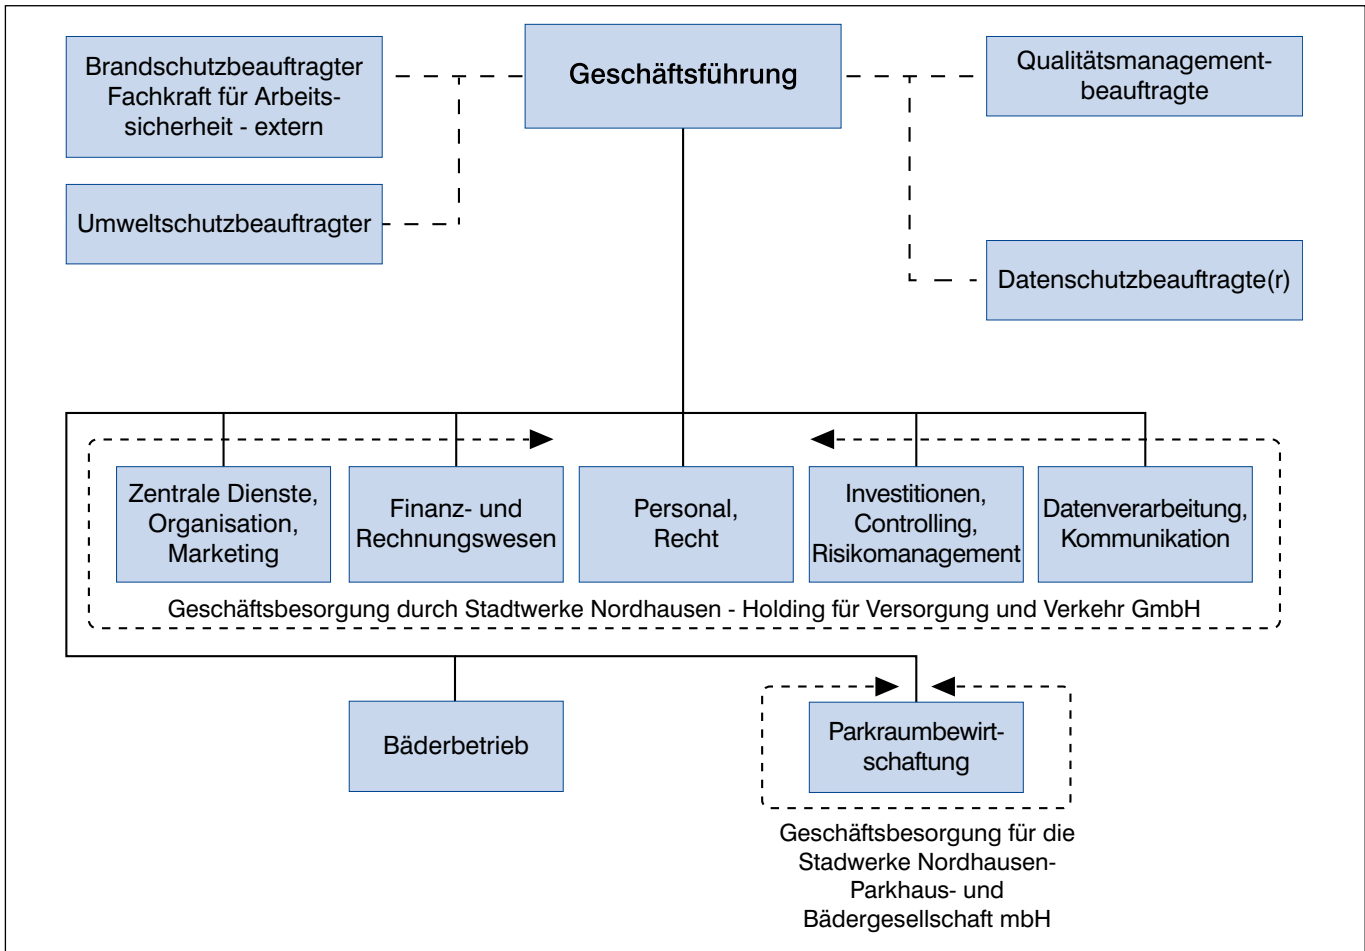 Brandschutzbeauftragter
Fachkraft für Arbeits-
sicherheit - extern
Geschäftsführung
Qualitätsmanagement-
beauftragte
Umweltschutzbeauftragter
Datenschutzbeauftragte(r)
Zentrale Dienste,
Organisation,
Marketing
Finanz- und
Rechnungswesen
Personal,
Recht
Investitionen,
Controlling,
Risikomanagement
Datenverarbeitung,
Kommunikation
Geschäftsbesorgung durch Stadtwerke Nordhausen - Holding für Versorgung und Verkehr GmbH
Bäderbetrieb
Parkraumbewirt-
schaftung
Geschäftsbesorgung für die
Stadwerke Nordhausen-
Parkhaus- und
Bädergesellschaft mbH